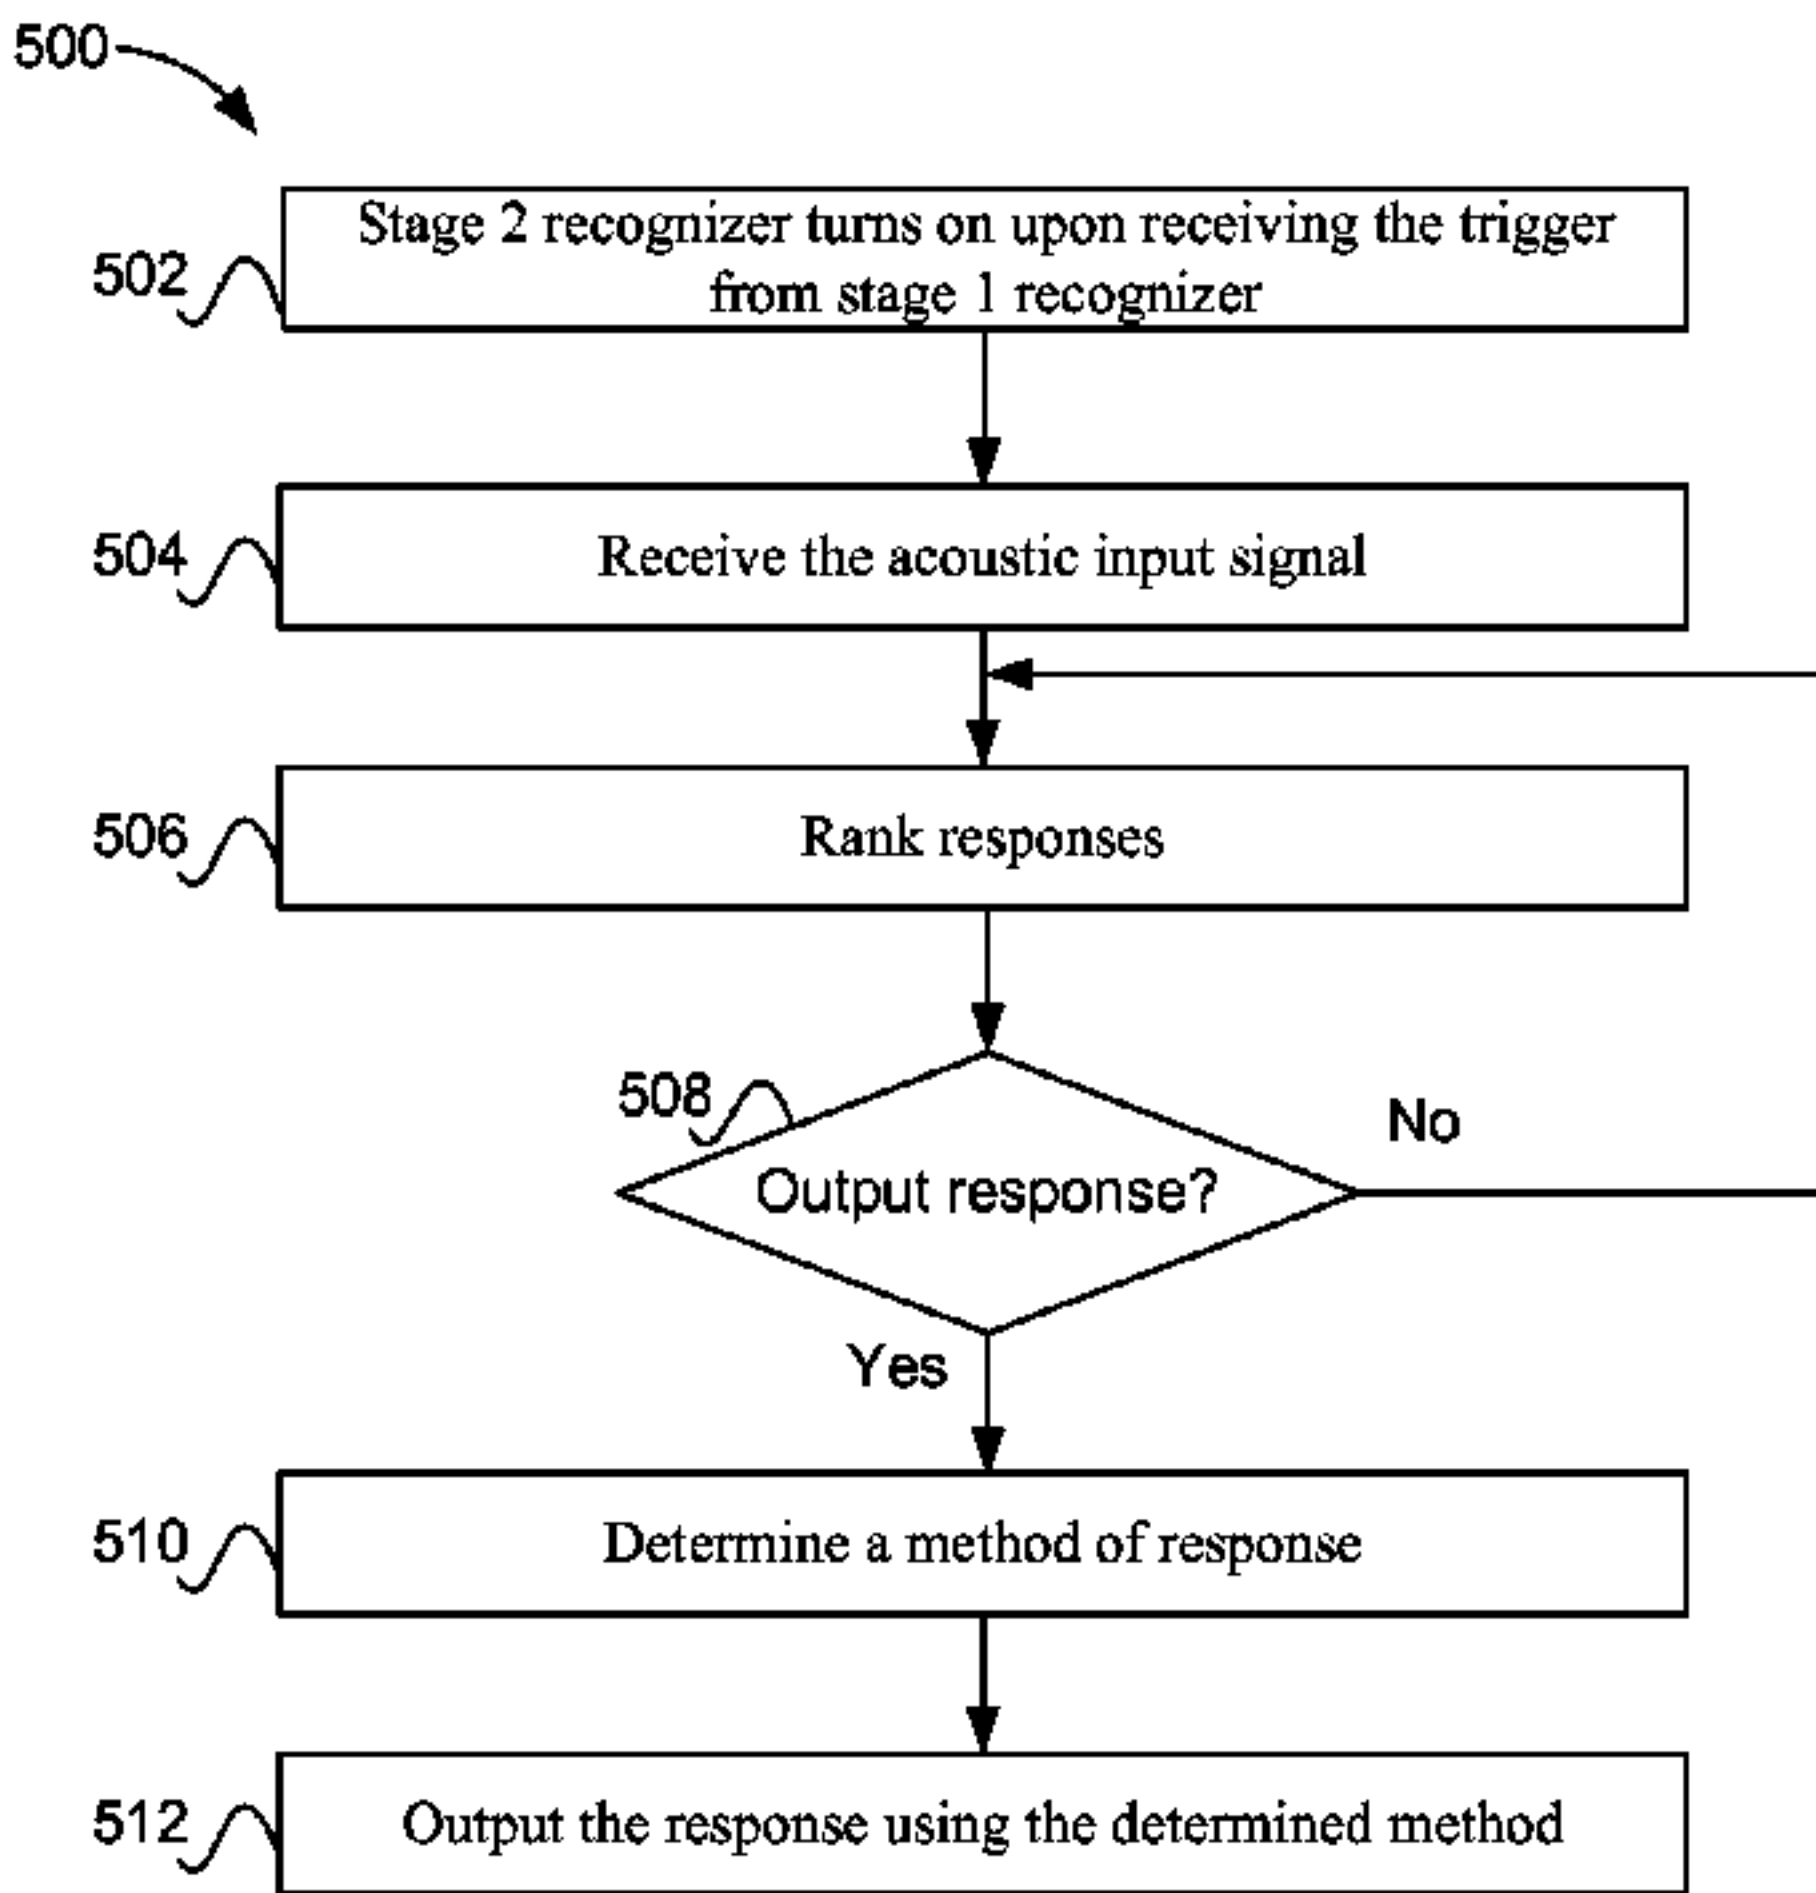 500
502
Stage 2 recognizer turns on upon receiving the trigger
from stage 1 recognizer
504
Receive the acoustic input signal
506
Rank responses
508
Output response?
No
Yes
510
Determine a method of response
512
Output the response using the determined method